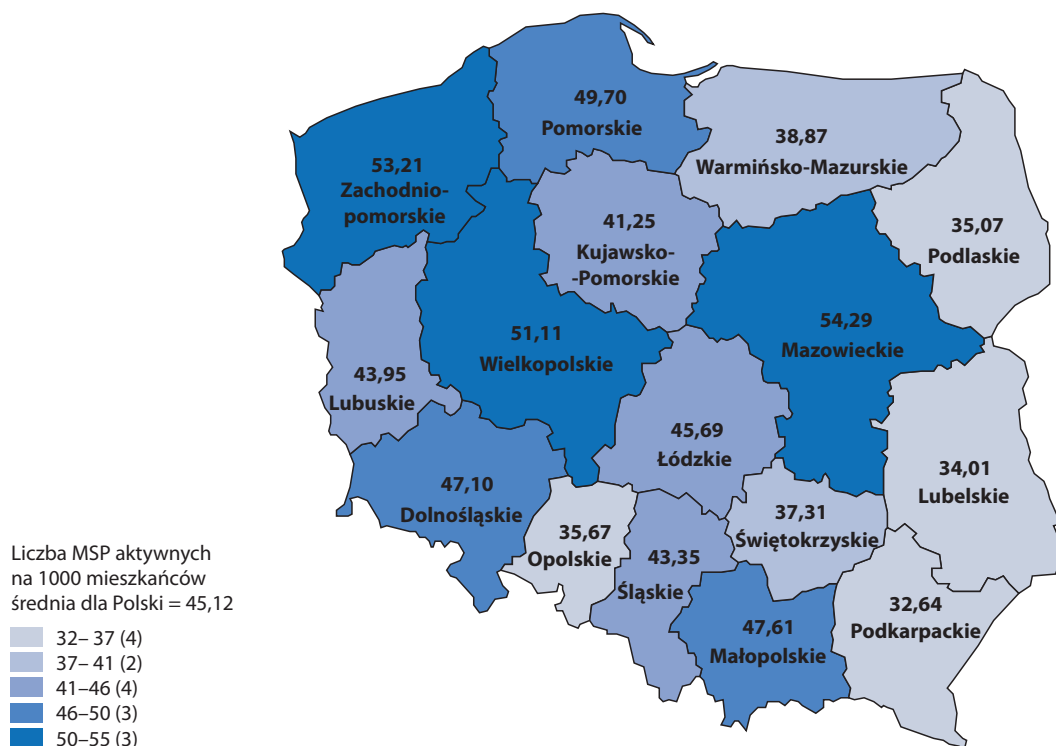 49,70
Pomorskie
38,87
Warmińsko-Mazurskie
53,21
Zachodnio-
pomorskie
41,25
Kujawsko-
-Pomorskie
35,07
Podlaskie
51,11
Wielkopolskie
54,29
Mazowieckie
43,95
Lubuskie
45,69
Łódzkie
34,01
Lubelskie
47,10
Dolnośląskie
37,31
Świętokrzyskie
35,67
Opolskie
43,35
Śląskie
32,64
Podkarpackie
47,61
Małopolskie
Liczba MSP aktywnych
na 1000 mieszkańców
średnia dla Polski = 45,12
32– 37 (4)
37– 41 (2)
41–46 (4)
46–50 (3)
50–55 (3)